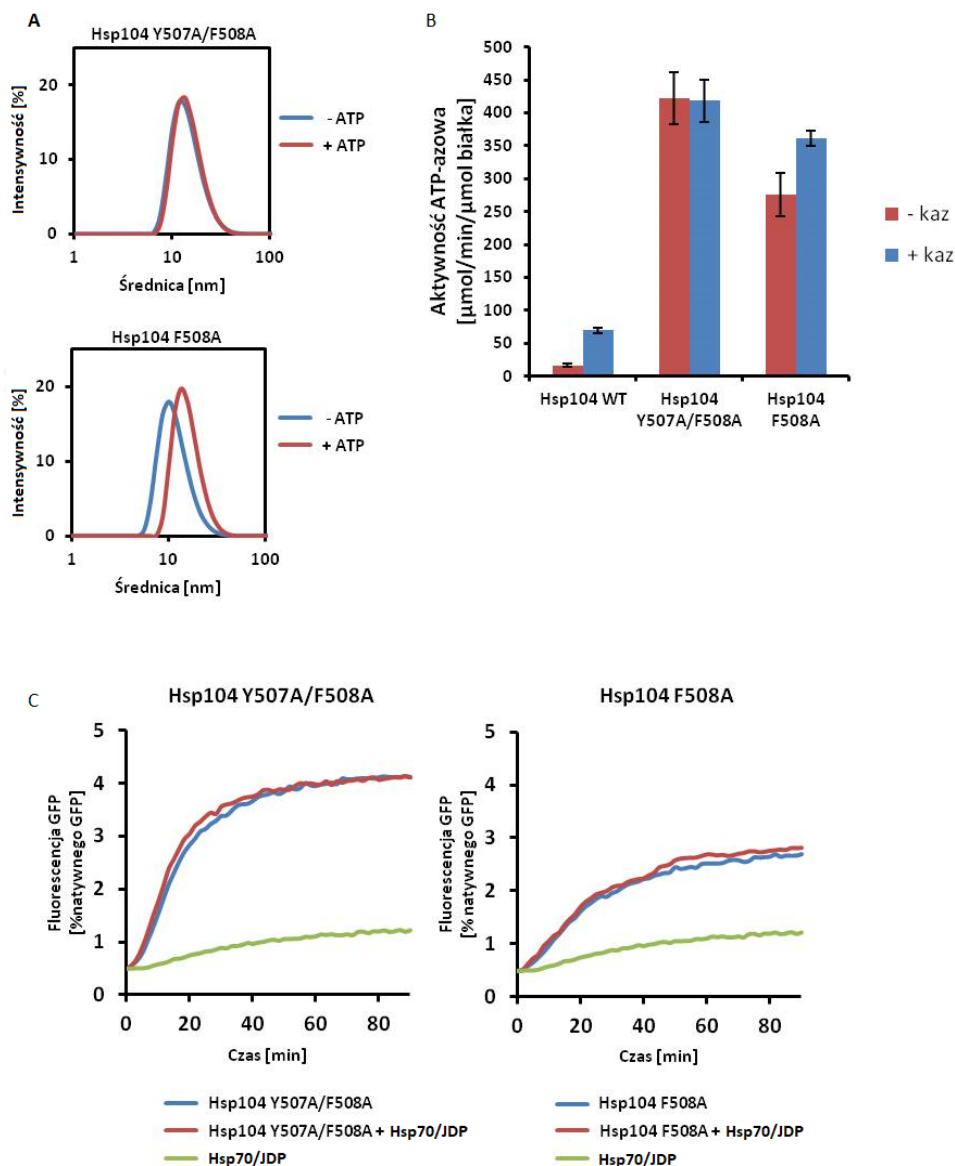 A
Hsp104 Y507A/F508A
Intensywność [%]
20
10
0
1
10
100
Średnica [nm]
- ATP
+ ATP
Hsp104 F508A
Intensywność [%]
20
10
0
1
10
100
Średnica [nm]
- ATP
+ ATP
B
Aktywność ATP-azowa
[µmol/min/µmol białka]
500
450
400
350
300
250
200
150
100
50
0
Hsp104 WT
Hsp104
Y507A/F508A
Hsp104
F508A
- kaz
+ kaz
C
Hsp104 Y507A/F508A
Fluorescencja GFP
[%natywnego GFP]
5
4
3
2
1
0
0
20
40
60
80
Czas [min]
Hsp104 Y507A/F508A
Hsp104 Y507A/F508A + Hsp70/JDP
Hsp70/JDP
Hsp104 F508A
Fluorescencja GFP
[% natywnego GFP]
5
4
3
2
1
0
0
20
40
60
80
Czas [min]
Hsp104 F508A
Hsp104 F508A + Hsp70/JDP
Hsp70/JDP